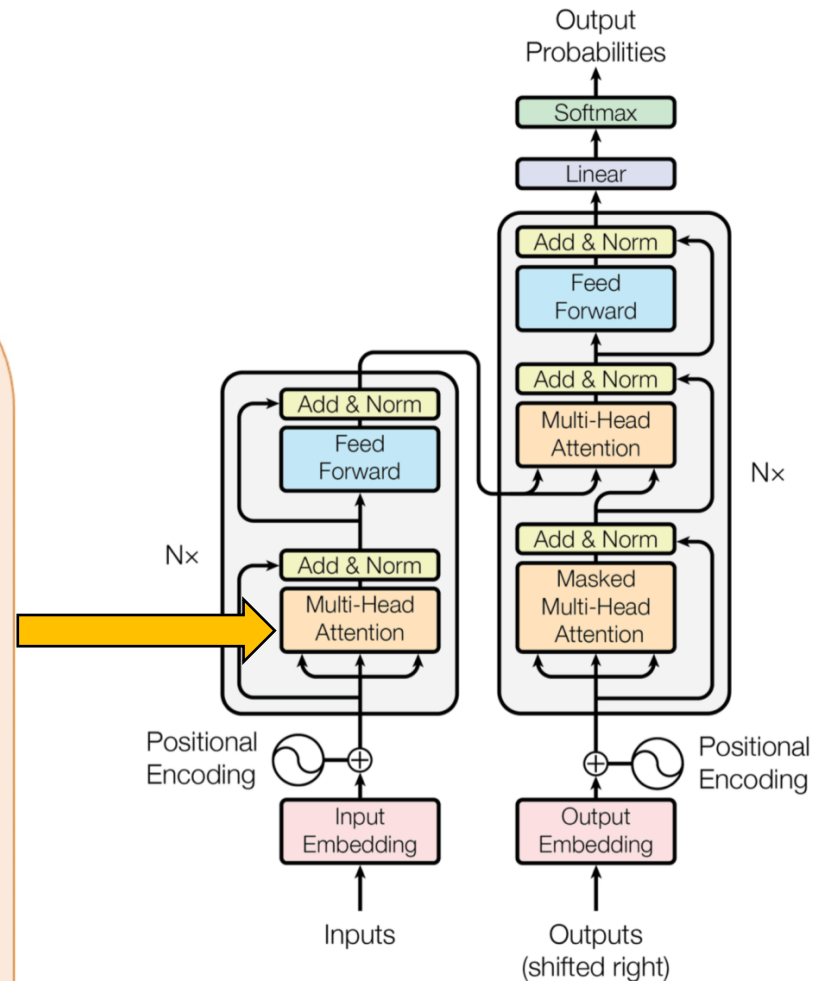 Output
Probabilities
Softmax
Linear
Add & Norm
Feed
Forward
Add & Norm
Multi-Head
Attention
Nx
Add & Norm
Masked
Multi-Head
Attention
Add & Norm
Feed
Forward
Nx
Add & Norm
Multi-Head
Attention
Positional
Encoding
Positional
Encoding
Input
Embedding
Output
Embedding
Inputs
Outputs
(shifted right)